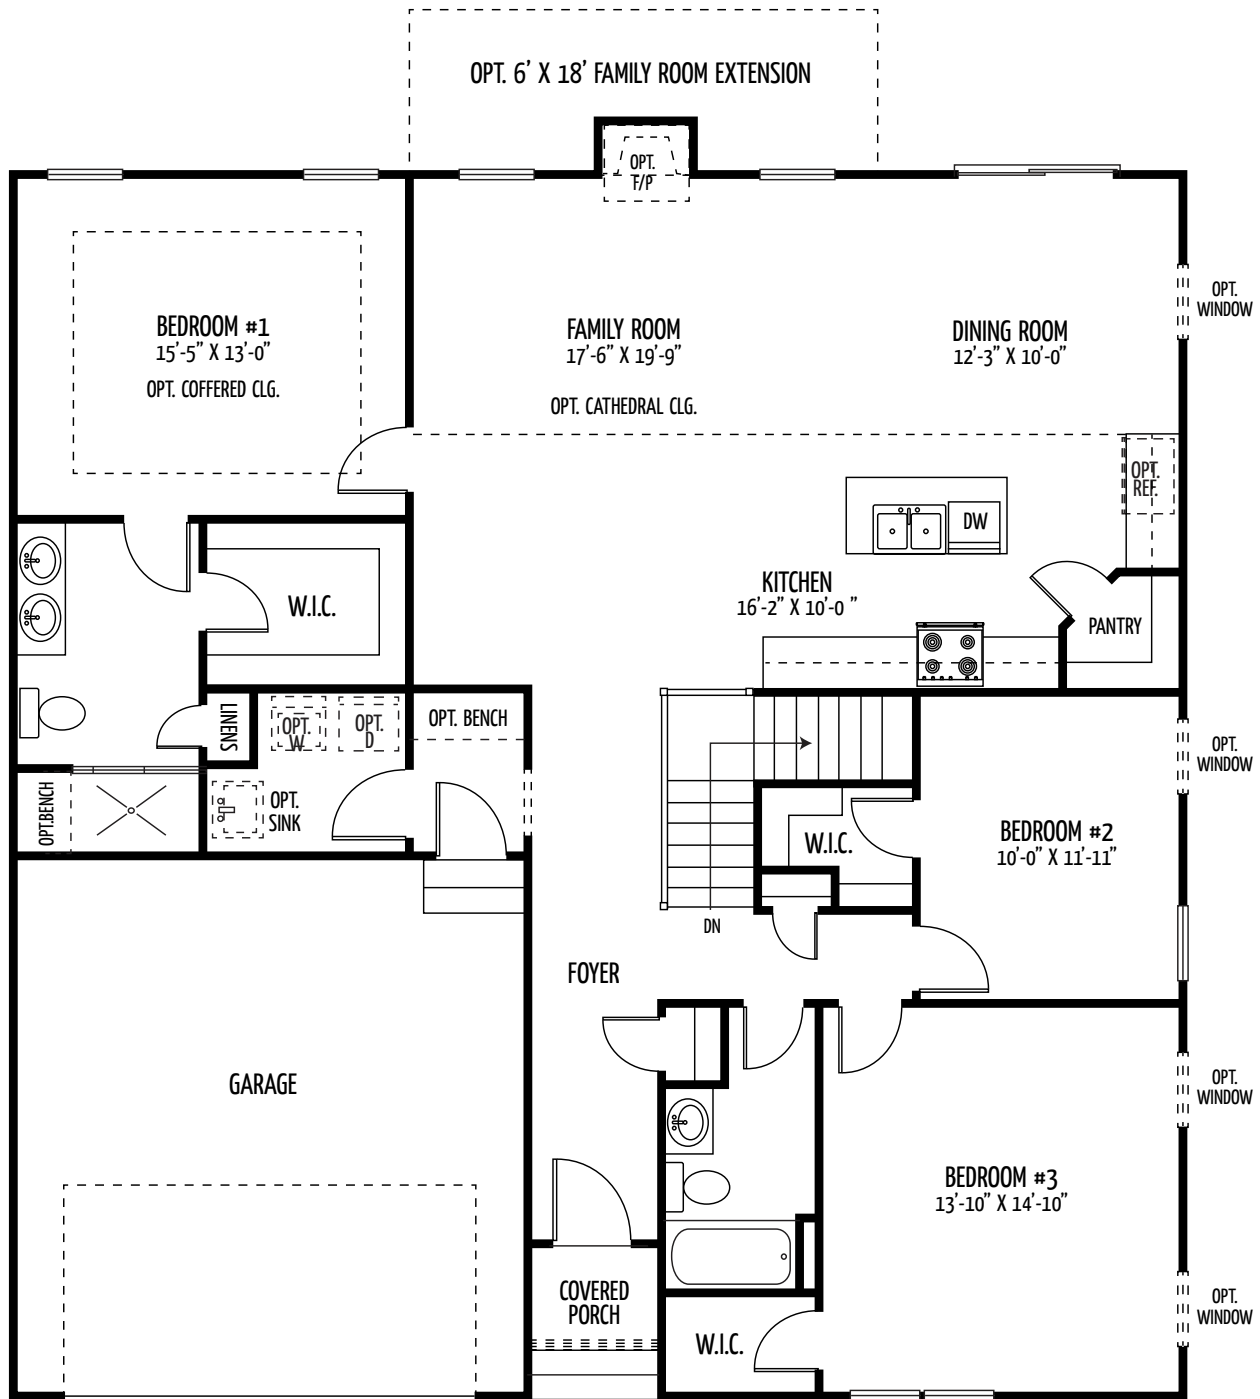 OPT. 6' X 18' FAMILY ROOM EXTENSION
OPT.
F/P
BEDROOM #1
15'-5" X 13'-0"
OPT. COFFERED CLG.
FAMILY ROOM
17'-6" X 19'-9"
OPT. CATHEDRAL CLG.
DINING ROOM
12'-3" X 10'-0"
OPT.
WINDOW
OPT.
REF.
DW
KITCHEN
16'-2" X 10'-0 "
PANTRY
W.I.C.
LINENS
OPT.
W
OPT.
D
OPT. BENCH
OPT.BENCH
OPT.
SINK
OPT.
WINDOW
W.I.C.
BEDROOM #2
10'-0" X 11'-11"
DN
FOYER
GARAGE
OPT.
WINDOW
BEDROOM #3
13'-10" X 14'-10"
COVERED
PORCH
W.I.C.
OPT.
WINDOW